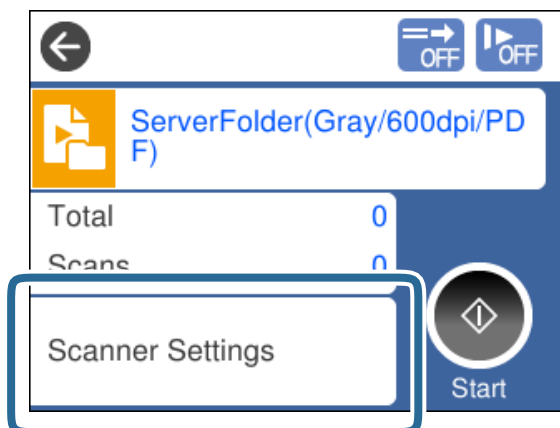 OFF
OFF
ServerFolder(Gray/600dpi/PD
F)
Total 0
Scans 0
Scanner Settings
Start